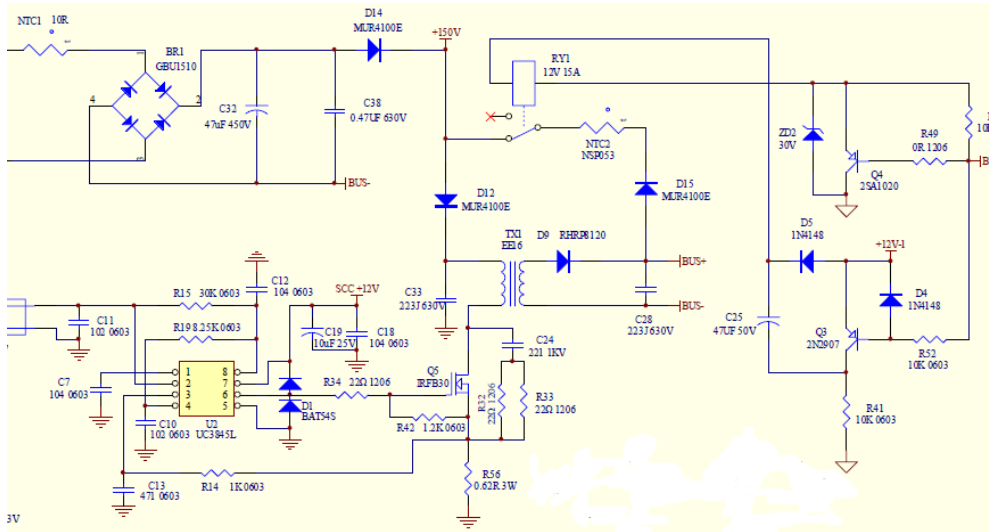 NTC1 10R
BR1
GBU1510
1
4
2
3
C32
47uF 450V
C38
0.47UF 630V
D14
MUR4100E
+150V
BUS-
RY1
12V 15A
NTC2
NSP053
D12
MUR4100E
D15
MUR4100E
ZD2
30V
R49
0R 1206
Q4
2SA1020
TX1
EE16
D9 RHRP8120
BUS+
BUS-
C33
223J630V
C28
223J 630V
D5
1N4148
+12V-1
D4
1N4148
C25
47UF 50V
Q3
2N2907
R52
10K 0603
R41
10K 0603
C12
104 0603
R15 30K 0603
C11
102 0603
R19 8.25K 0603
SCC +12V
C19
10uF 25V
C18
104 0603
C7
104 0603
1 8
2 7
3 6
4 5
U2
UC3845L
C10
102 0603
D1
BAT54S
R34 22Ω 1206
Q5
IRFB30
C24
221 1KV
R32
22Ω 1206
R33
22Ω 1206
R42 1.2K 0603
R14 1K 0603
C13
471 0603
R56
0.62R 3W
3V